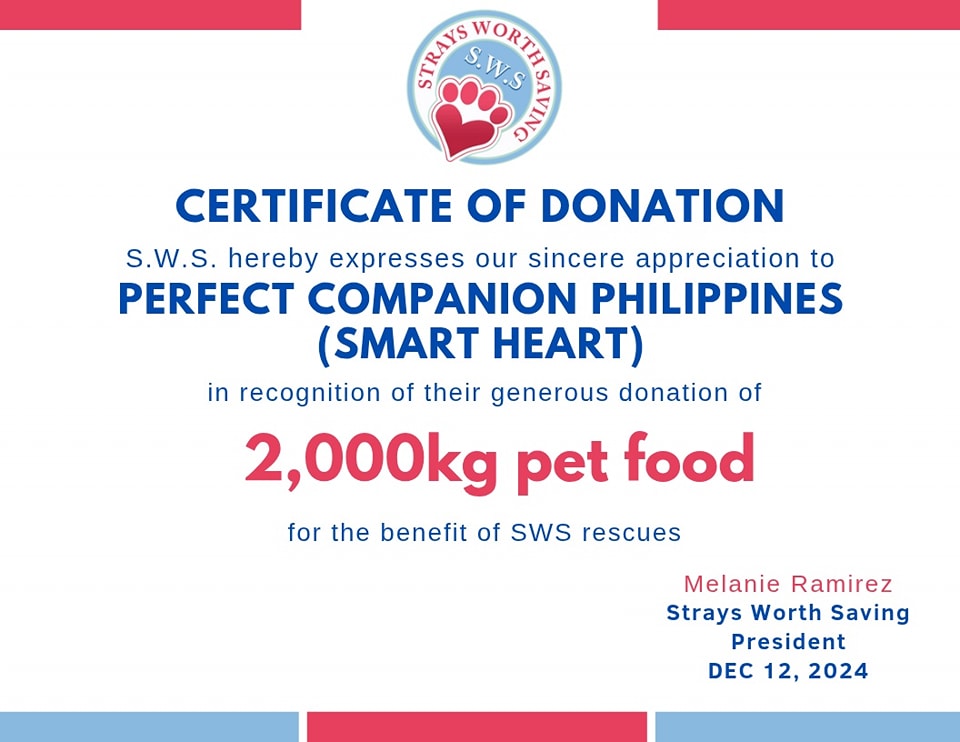 STRAYS WORTH SAVING
S.W.S
CERTIFICATE OF DONATION
S.W.S. hereby expresses our sincere appreciation to
PERFECT COMPANION PHILIPPINES
(SMART HEART)
in recognition of their generous donation of
2,000kg pet food
for the benefit of SWS rescues
Melanie Ramirez
Strays Worth Saving
President
DEC 12, 2024